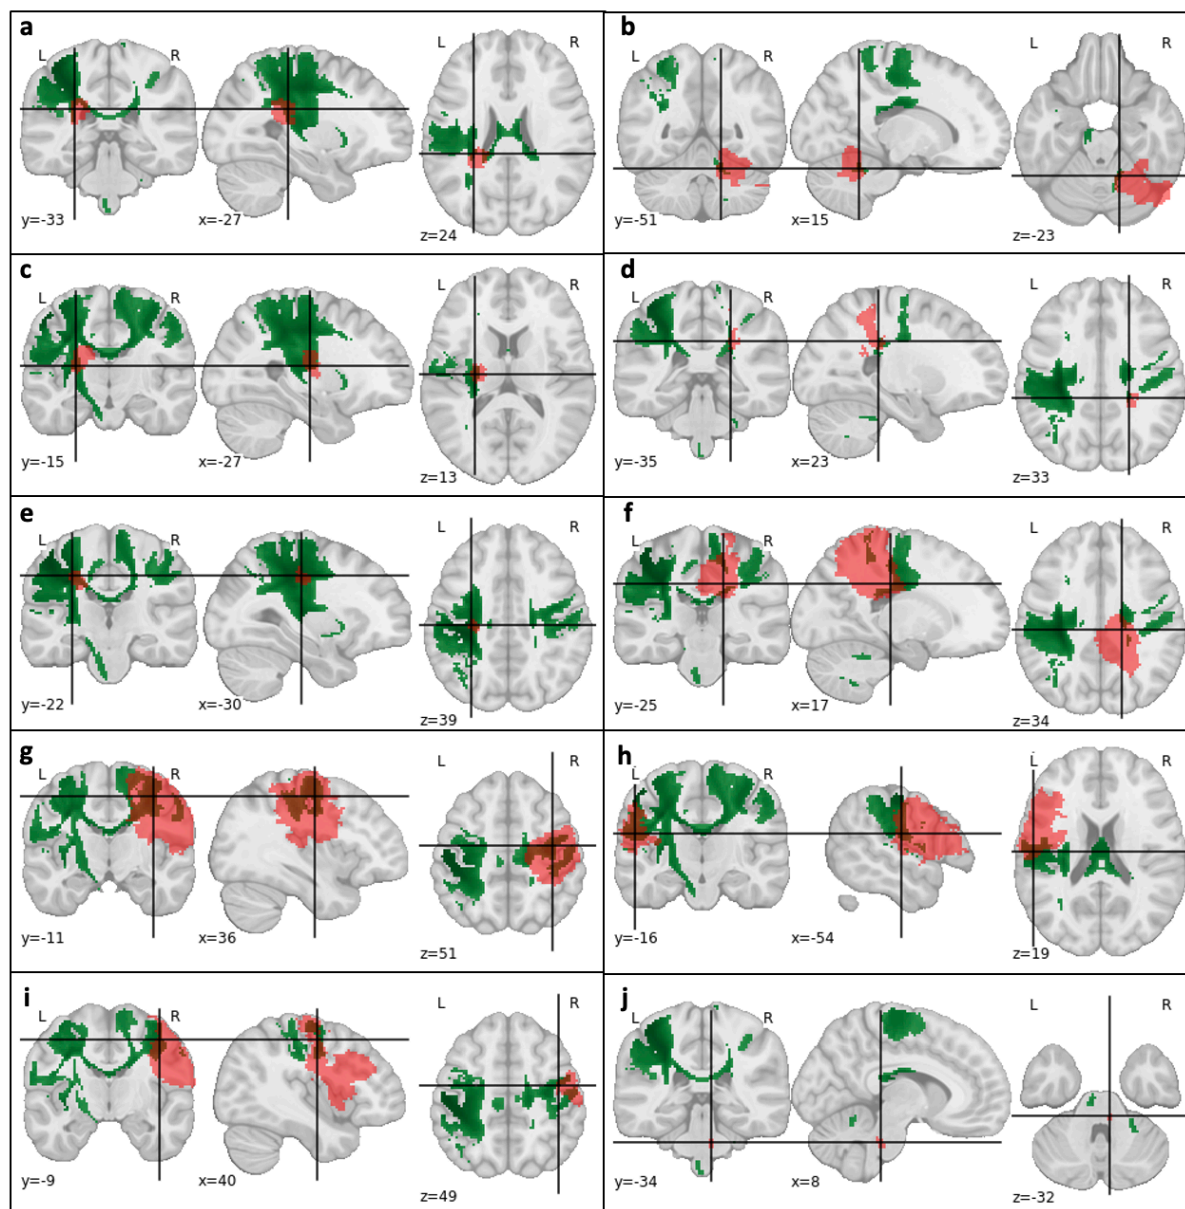 a
L R L R
y=-33 x=-27 z=24
b
L R L R
y=-51 x=15 z=-23
c
L R L R
y=-15 x=-27 z=13
d
L R L R
y=-35 x=23 z=33
e
L R L R
y=-22 x=-30 z=39
f
L R L R
y=-25 x=17 z=34
g
L R L R
y=-11 x=36 z=51
h
L R L R
y=-16 x=-54 z=19
i
L R L R
y=-9 x=40 z=49
j
L R L R
y=-34 x=8 z=-32